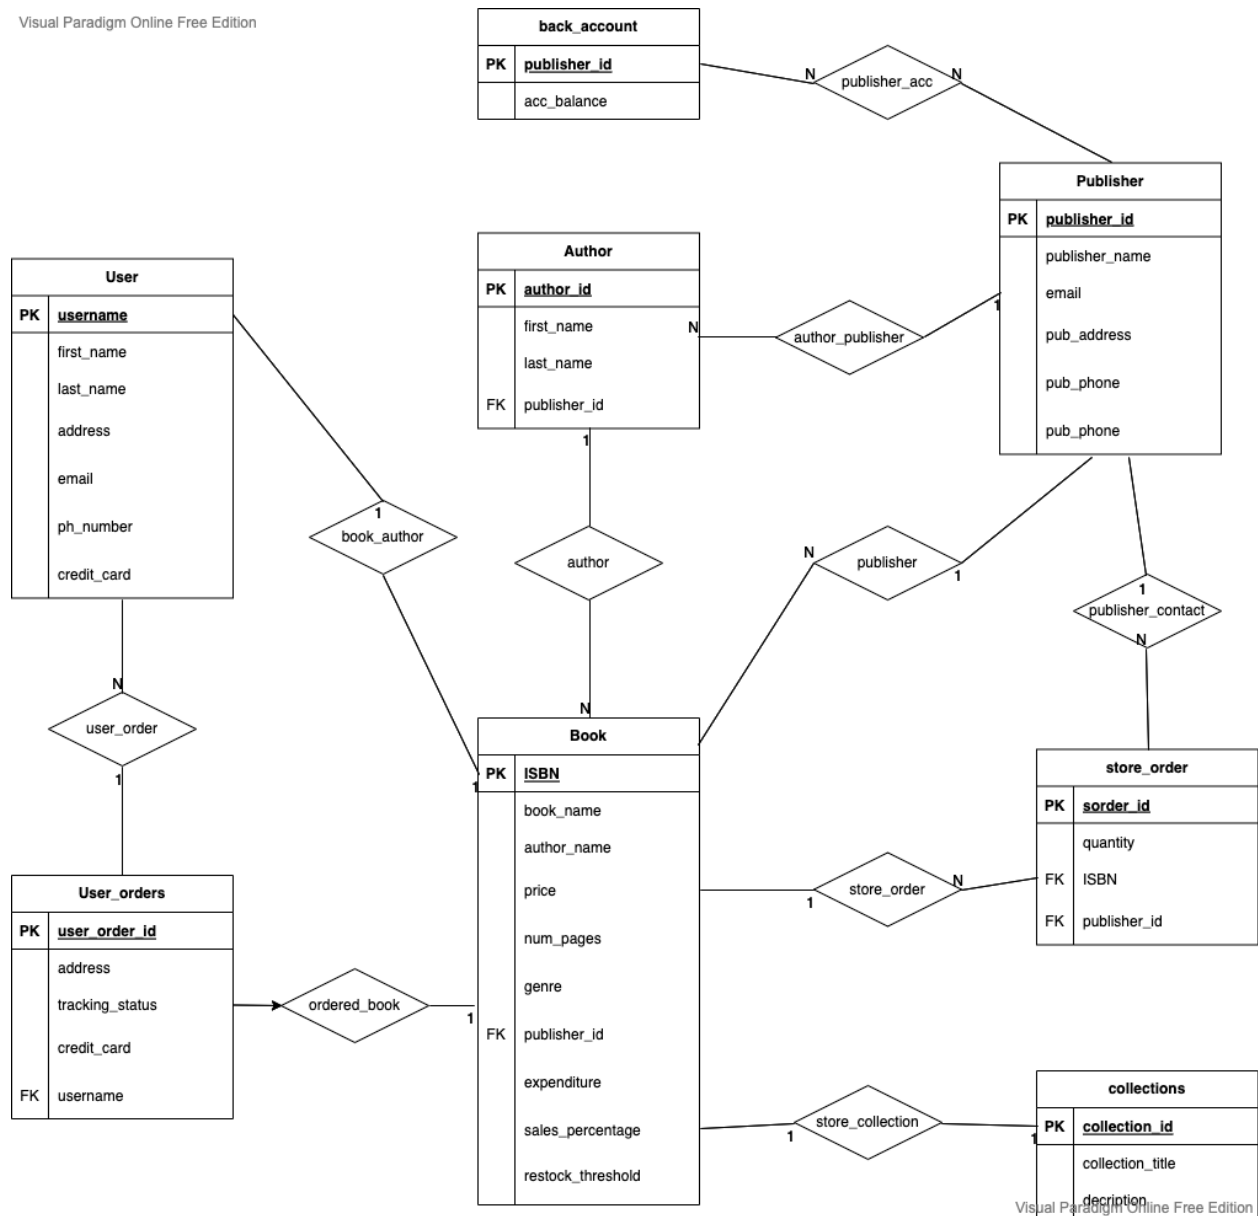 Visual Paradigm Online Free Edition
back_account
PK publisher_id
acc_balance
N publisher_acc N
Publisher
PK publisher_id
publisher_name
email
pub_address
pub_phone
pub_phone
Author
PK author_id
first_name
last_name
FK publisher_id
N author_publisher 1
User
PK username
first_name
last_name
address
email
ph_number
credit_card
1
book_author
1
1
author
N
N publisher 1
1
publisher_contact
N
N
user_order
1
Book
PK ISBN
book_name
author_name
price
num_pages
genre
FK publisher_id
expenditure
sales_percentage
restock_threshold
store_order
PK sorder_id
quantity
FK ISBN
FK publisher_id
1 store_order N
User_orders
PK user_order_id
address
tracking_status
credit_card
FK username
ordered_book 1
1 store_collection 1
collections
PK collection_id
collection_title
decription
Visual Paradigm Online Free Edition